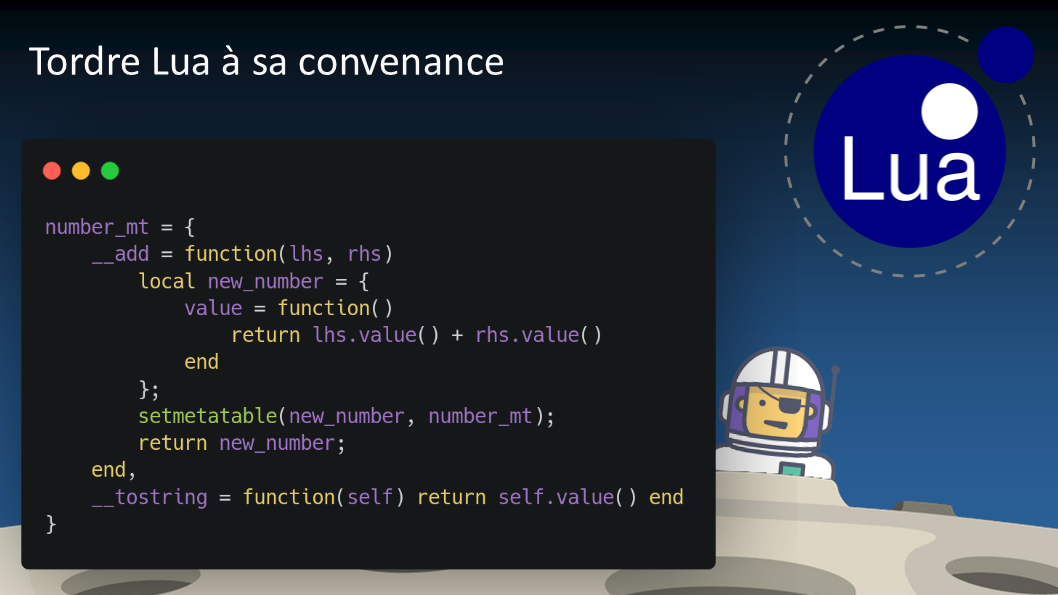 Tordre Lua à sa convenance
Lua
number_mt = {
    __add = function(lhs, rhs)
        local new_number = {
            value = function()
                return lhs.value() + rhs.value()
            end
        };
        setmetatable(new_number, number_mt);
        return new_number;
    end,
    __tostring = function(self) return self.value() end
}